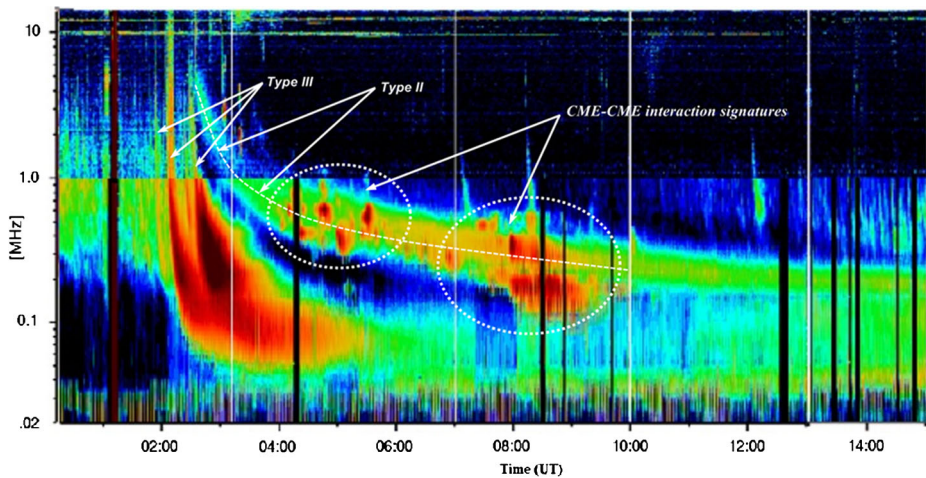 10
Type III
Type II
CME-CME interaction signatures
1.0
[MHz]
0.1
.02
02:00 04:00 06:00 08:00 10:00 12:00 14:00
Time (UT)